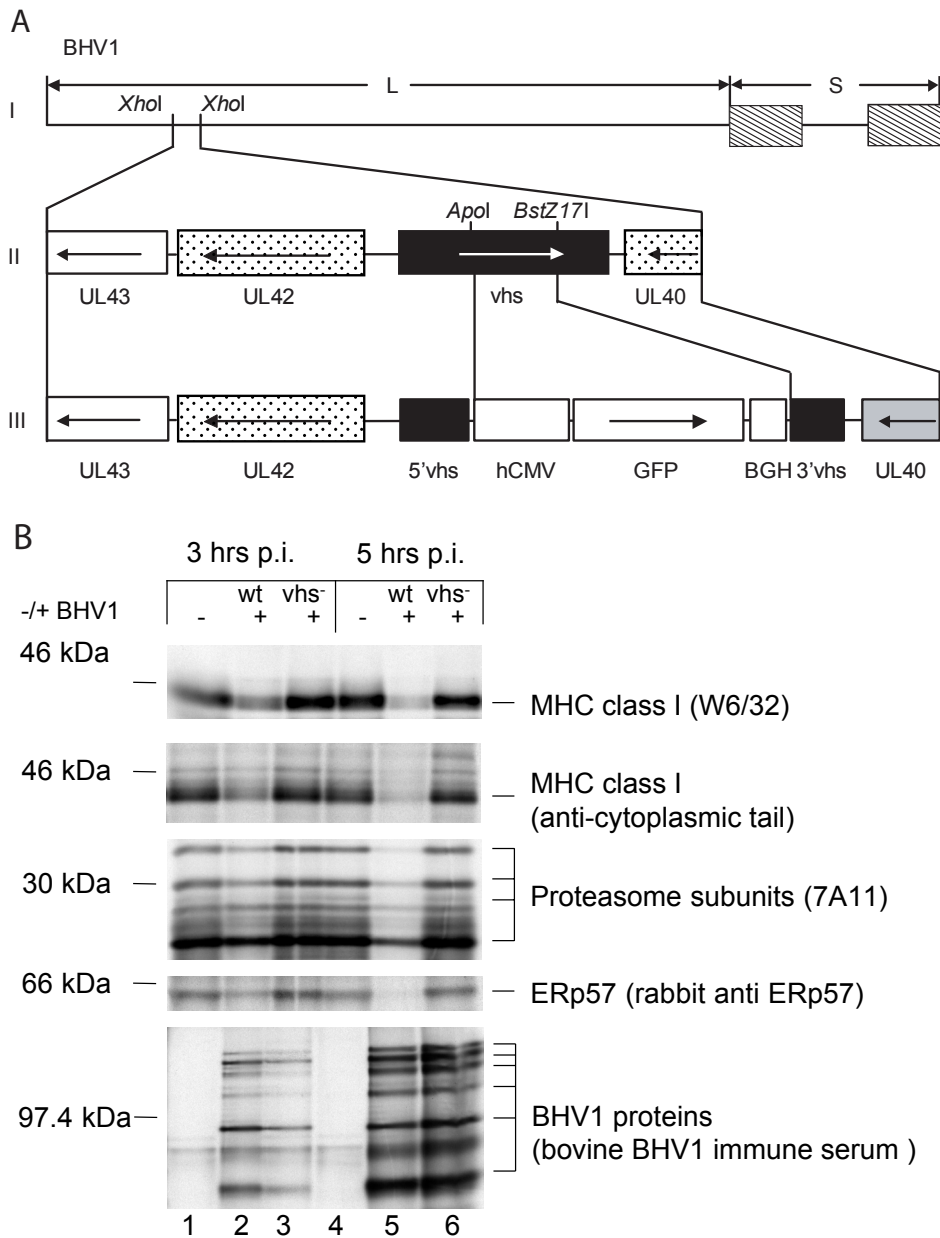 A
BHV1
L
S
XhoI XhoI
I
ApoI BstZ17I
II
UL43 UL42 vhs UL40
III
UL43 UL42 5'vhs hCMV GFP BGH 3'vhs UL40
B
3 hrs p.i. 5 hrs p.i.
wt vhs- wt vhs-
-/+ BHV1 - + + - + +
46 kDa
MHC class I (W6/32)
46 kDa
MHC class I
(anti-cytoplasmic tail)
30 kDa
Proteasome subunits (7A11)
66 kDa
ERp57 (rabbit anti ERp57)
97.4 kDa
BHV1 proteins
(bovine BHV1 immune serum )
1 2 3 4 5 6